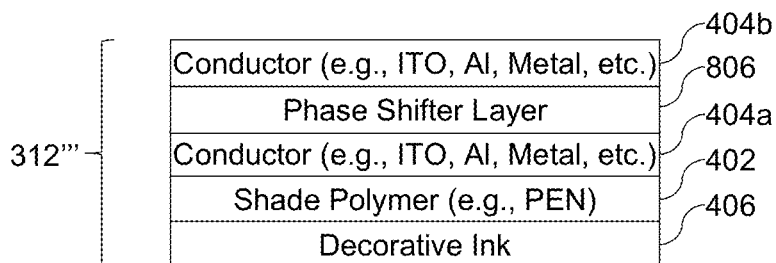 404b
Conductor (e.g., ITO, Al, Metal, etc.)
806
Phase Shifter Layer
404a
312'''
Conductor (e.g., ITO, Al, Metal, etc.)
402
Shade Polymer (e.g., PEN)
406
Decorative Ink